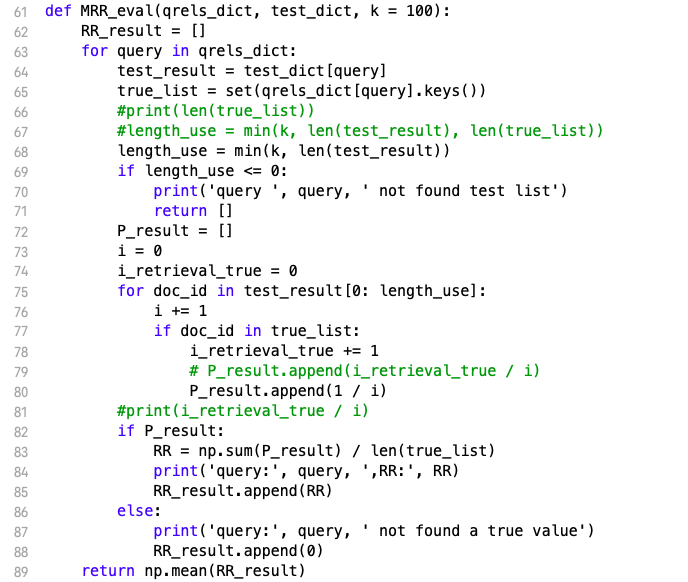 61 def MRR_eval(qrels_dict, test_dict, k = 100):
62     RR_result = []
63     for query in qrels_dict:
64         test_result = test_dict[query]
65         true_list = set(qrels_dict[query].keys())
66         #print(len(true_list))
67         #length_use = min(k, len(test_result), len(true_list))
68         length_use = min(k, len(test_result))
69         if length_use <= 0:
70             print('query ', query, ' not found test list')
71             return []
72         P_result = []
73         i = 0
74         i_retrieval_true = 0
75         for doc_id in test_result[0: length_use]:
76             i += 1
77             if doc_id in true_list:
78                 i_retrieval_true += 1
79                 # P_result.append(i_retrieval_true / i)
80                 P_result.append(1 / i)
81         #print(i_retrieval_true / i)
82         if P_result:
83             RR = np.sum(P_result) / len(true_list)
84             print('query:', query, ',RR:', RR)
85             RR_result.append(RR)
86         else:
87             print('query:', query, ' not found a true value')
88             RR_result.append(0)
89     return np.mean(RR_result)